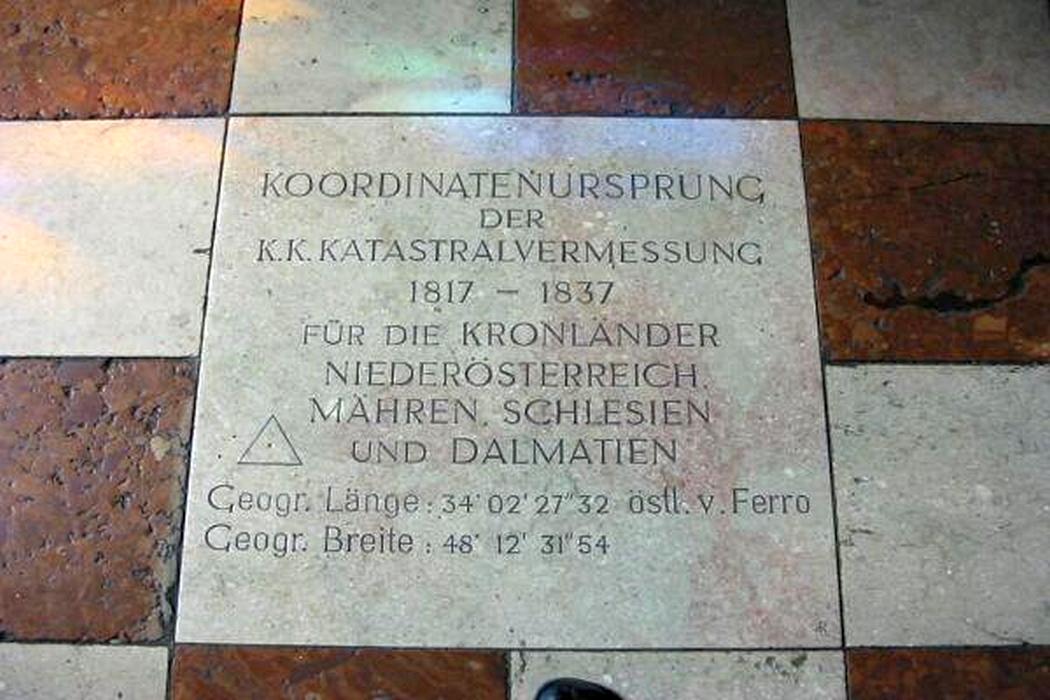 KOORDINATENURSPRUNG
DER
K.K. KATASTRALVERMESSUNG
1817 – 1837
FÜR DIE KRONLÄNDER
NIEDERÖSTERREICH,
MÄHREN, SCHLESIEN
UND DALMATIEN
Geogr. Länge: 34° 02' 27"32 östl. v. Ferro
Geogr. Breite: 48° 12' 31"54